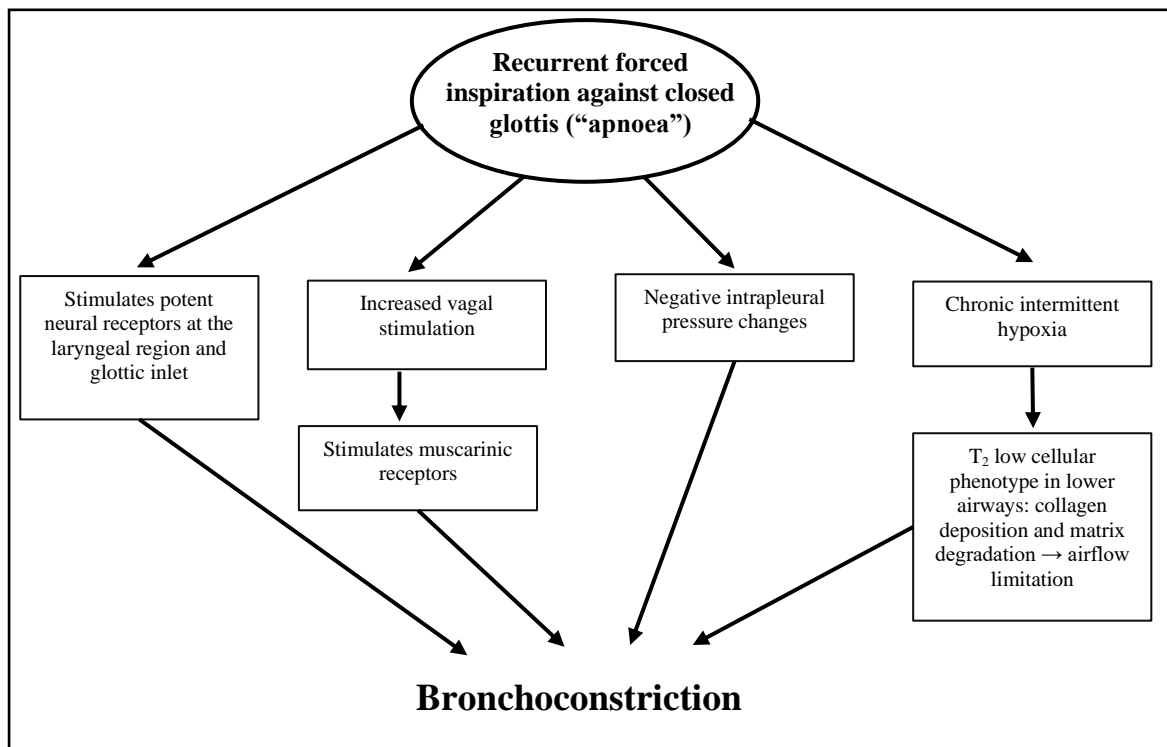 Recurrent forced
inspiration against closed
glottis (“apnoea”)
Stimulates potent
neural receptors at the
laryngeal region and
glottic inlet
Increased vagal
stimulation
Stimulates muscarinic
receptors
Negative intrapleural
pressure changes
Chronic intermittent
hypoxia
T₂ low cellular
phenotype in lower
airways: collagen
deposition and matrix
degradation → airflow
limitation
Bronchoconstriction